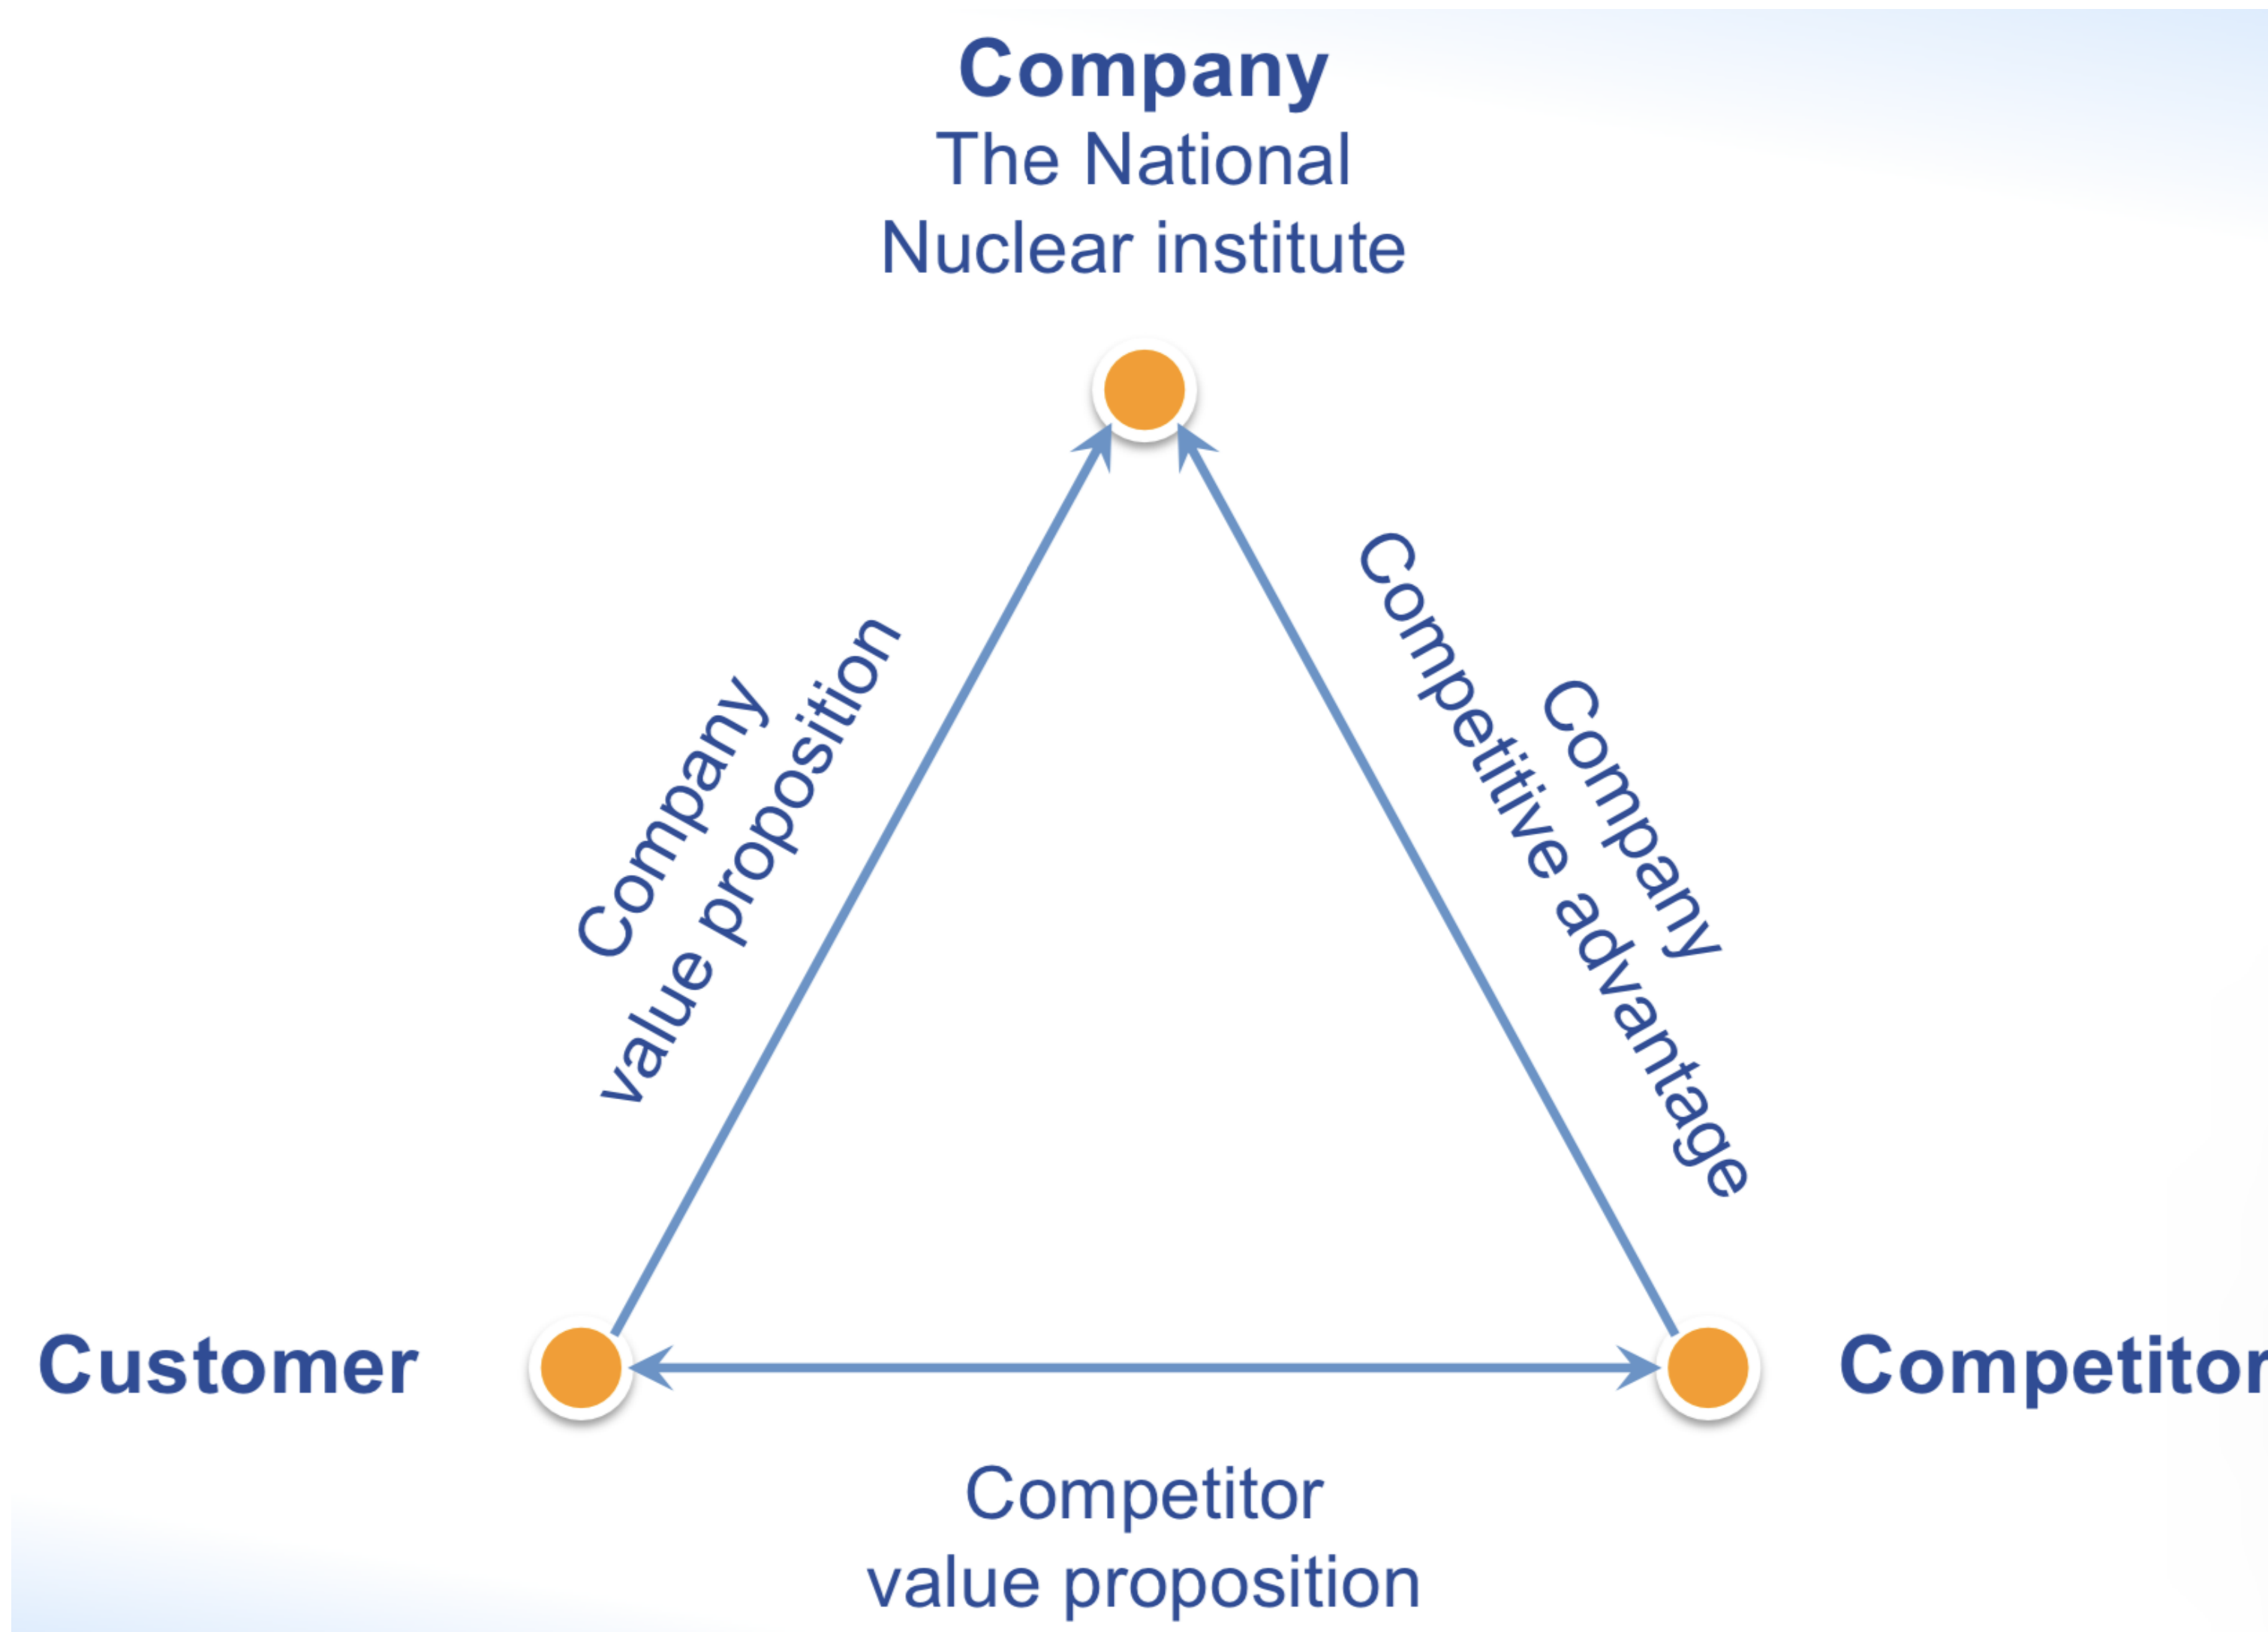 Company
The National
Nuclear institute
Company
value proposition
Company
Competitive advantage
Customer
Competitor
Competitor
value proposition